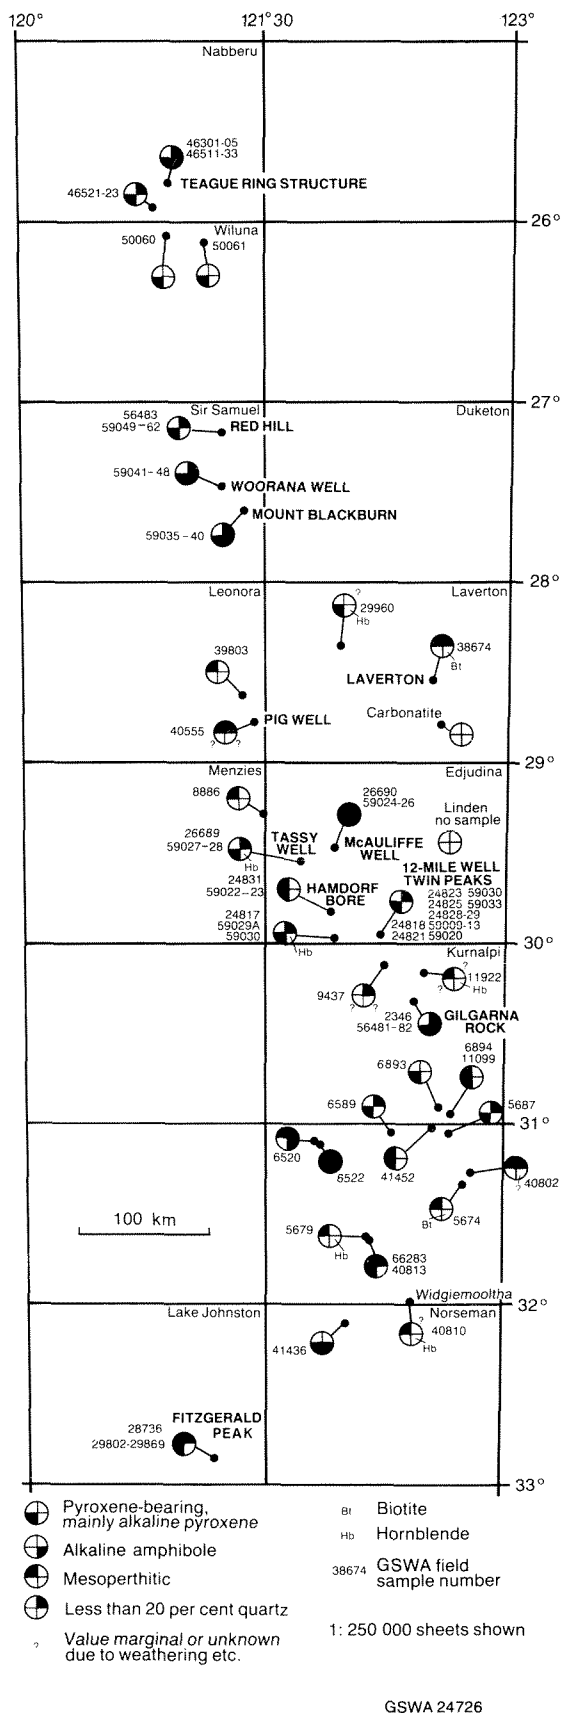 120° 121°30 123°
Nabberu
46301-05
46511-33
TEAGUE RING STRUCTURE
46521-23
26°
Wiluna
50060
50061
27°
Sir Samuel
Duketon
56483
59049-62
RED HILL
59041-48
WOORANA WELL
MOUNT BLACKBURN
59035-40
28°
Leonora
Laverton
?
29960
Hb
39803
38674
Bt
LAVERTON
Carbonatite
PIG WELL
40555
? ?
29°
Menzies
Edjudina
8886
26690
59024-26
Linden
no sample
26689
59027-28
Hb
TASSY
WELL
McAULIFFE
WELL
12-MILE WELL
TWIN PEAKS
24831
59022-23
HAMDORF
BORE
24823 59030
24825 59033
24828-29
24818 59009-13
24821 59020
24817
59029A
59030
Hb
30°
Kurnalpi
?
11922
? Hb
9437
? ?
2346
56481-82
GILGARNA
ROCK
6894
11099
6893
6589
5687
31°
6520
6522
41452
40802
?
Bt
5674
100 km
5679
Hb
66283
40813
Widgiemooltha
32°
Lake Johnston
Norseman
?
40810
Hb
41436
FITZGERALD
PEAK
28736
29802-29869
33°
Pyroxene-bearing,
mainly alkaline pyroxene
Alkaline amphibole
Mesoperthitic
Less than 20 per cent quartz
? Value marginal or unknown
due to weathering etc.
Bt Biotite
Hb Hornblende
38674 GSWA field
sample number
1: 250 000 sheets shown
GSWA 24726